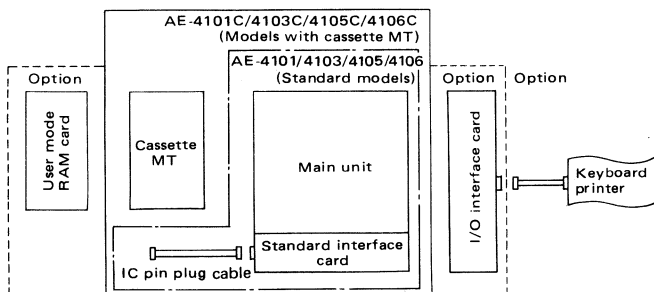 AE-4101C/4103C/4105C/4106C
(Models with cassette MT)
AE-4101/4103/4105/4106
(Standard models)
Option
Option
Option
User mode
RAM card
Cassette
MT
Main unit
I/O interface card
Keyboard
printer
Standard interface
card
IC pin plug cable